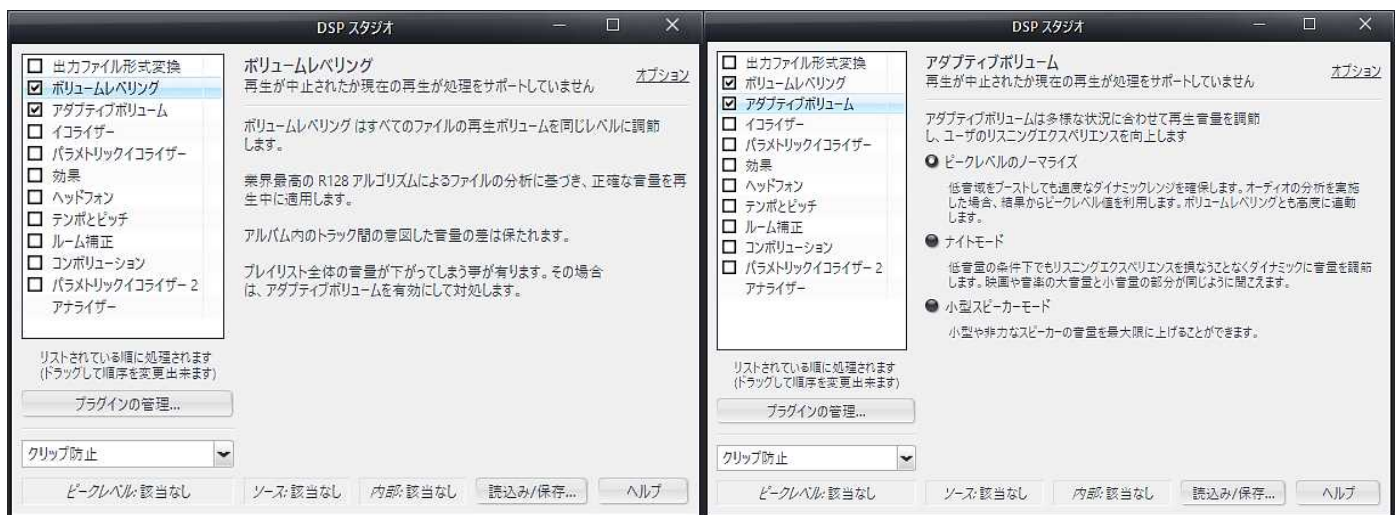 DSP スタジオ
出力ファイル形式変換
ボリュームレベリング
アダプティブボリューム
イコライザー
パラメトリックイコライザー
効果
ヘッドフォン
テンポとピッチ
ルーム補正
コンボリューション
パラメトリックイコライザー 2
アナライザー
リストされている順に処理されます
(ドラッグして順序を変更出来ます)
プラグインの管理...
クリップ防止
ボリュームレベリング
再生が中止されたか現在の再生が処理をサポートしていません
オプション
ボリュームレベリング はすべてのファイルの再生ボリュームを同じレベルに調節
します。
業界最高の R128 アルゴリズムによるファイルの分析に基づき、正確な音量を再
生中に適用します。
アルバム内のトラック間の意図した音量の差は保たれます。
プレイリスト全体の音量が下がってしまう事が有ります。その場合
は、アダプティブボリュームを有効にして対処します。
ピークレベル: 該当なし
ソース: 該当なし
内部: 該当なし
読込み/保存...
ヘルプ
DSP スタジオ
出力ファイル形式変換
ボリュームレベリング
アダプティブボリューム
イコライザー
パラメトリックイコライザー
効果
ヘッドフォン
テンポとピッチ
ルーム補正
コンボリューション
パラメトリックイコライザー 2
アナライザー
リストされている順に処理されます
(ドラッグして順序を変更出来ます)
プラグインの管理...
クリップ防止
アダプティブボリューム
再生が中止されたか現在の再生が処理をサポートしていません
オプション
アダプティブボリュームは多様な状況に合わせて再生音量を調節
し、ユーザのリスニングエクスペリエンスを向上します
ピークレベルのノーマライズ
低音域をブーストしても適度なダイナミックレンジを確保します。オーディオの分析を実施
した場合、結果からピークレベル値を利用します。ボリュームレベリングとも高度に連動
します。
ナイトモード
低音量の条件下でもリスニングエクスペリエンスを損なうことなくダイナミックに音量を調節
します。映画や音楽の大音量と小音量の部分が同じように聞こえます。
小型スピーカーモード
小型や非力なスピーカーの音量を最大限に上げることができます。
ピークレベル: 該当なし
ソース: 該当なし
内部: 該当なし
読込み/保存...
ヘルプ